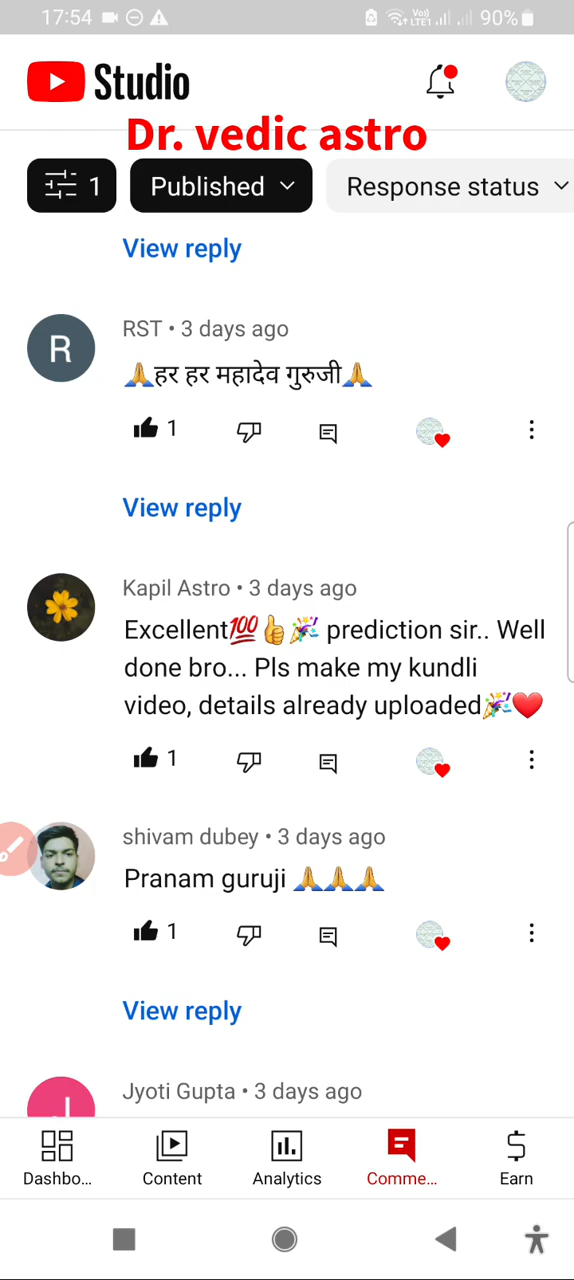 17:54
Vo)) LTE1
90%
Studio
Dr. vedic astro
1
Published
Response status
View reply
R
RST • 3 days ago
🙏हर हर महादेव गुरुजी🙏
1
View reply
Kapil Astro • 3 days ago
Excellent💯👍🎉 prediction sir.. Well
done bro... Pls make my kundli
video, details already uploaded🎉❤️
1
shivam dubey • 3 days ago
Pranam guruji 🙏🙏🙏
1
View reply
J
Jyoti Gupta • 3 days ago
Dashbo...
Content
Analytics
Comme...
Earn